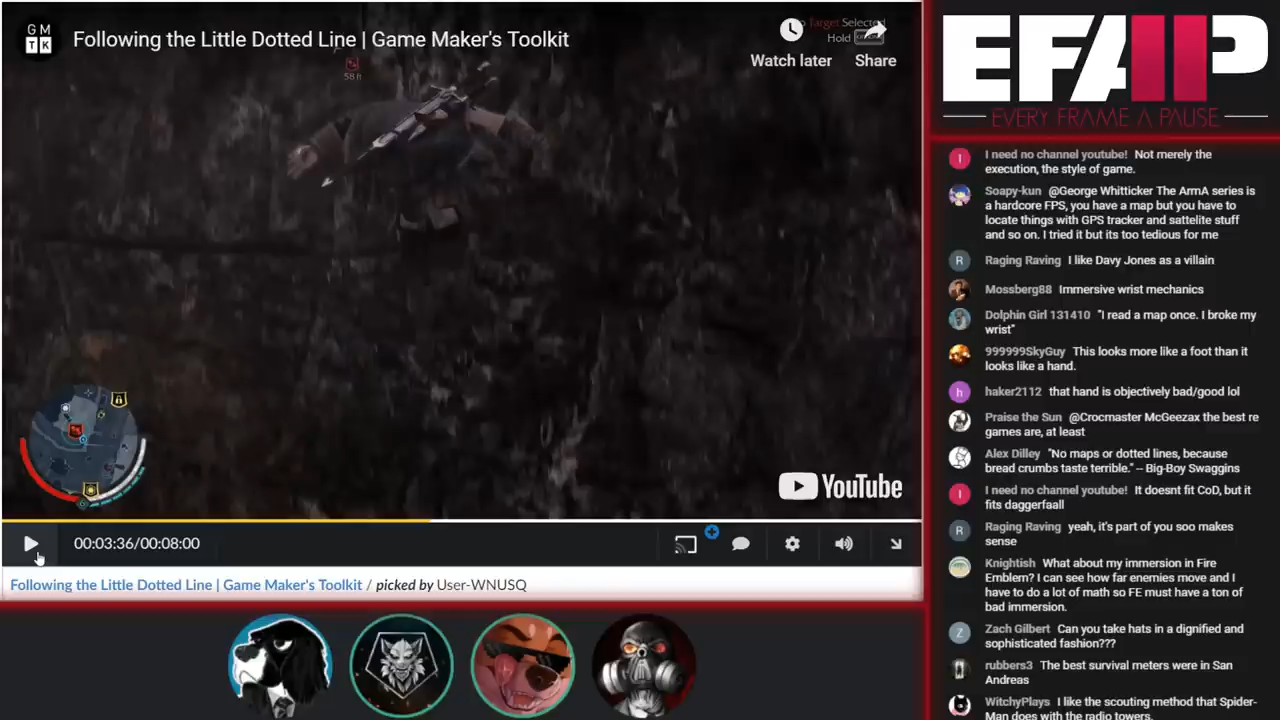 GM
TK
Following the Little Dotted Line | Game Maker's Toolkit
Target Selected
Hold
Watch later
Share
58 ft
YouTube
00:03:36/00:08:00
Following the Little Dotted Line | Game Maker's Toolkit / picked by User-WNUSQ
EFAP
EVERY FRAME A PAUSE
I need no channel youtube! Not merely the
execution, the style of game.
Soapy-kun @George Whitticker The ArmA series is
a hardcore FPS, you have a map but you have to
locate things with GPS tracker and sattelite stuff
and so on. I tried it but its too tedious for me
Raging Raving I like Davy Jones as a villain
Mossberg88 Immersive wrist mechanics
Dolphin Girl 131410 "I read a map once. I broke my
wrist"
999999SkyGuy This looks more like a foot than it
looks like a hand.
haker2112 that hand is objectively bad/good lol
Praise the Sun @Crocmaster McGeezax the best re
games are, at least
Alex Dilley "No maps or dotted lines, because
bread crumbs taste terrible." – Big-Boy Swaggins
I need no channel youtube! It doesnt fit CoD, but it
fits daggerfaall
Raging Raving yeah, it's part of you soo makes
sense
Knightish What about my immersion in Fire
Emblem? I can see how far enemies move and I
have to do a lot of math so FE must have a ton of
bad immersion.
Zach Gilbert Can you take hats in a dignified and
sophisticated fashion???
rubbers3 The best survival meters were in San
Andreas
WitchyPlays I like the scouting method that Spider-
Man does with the radio towers.